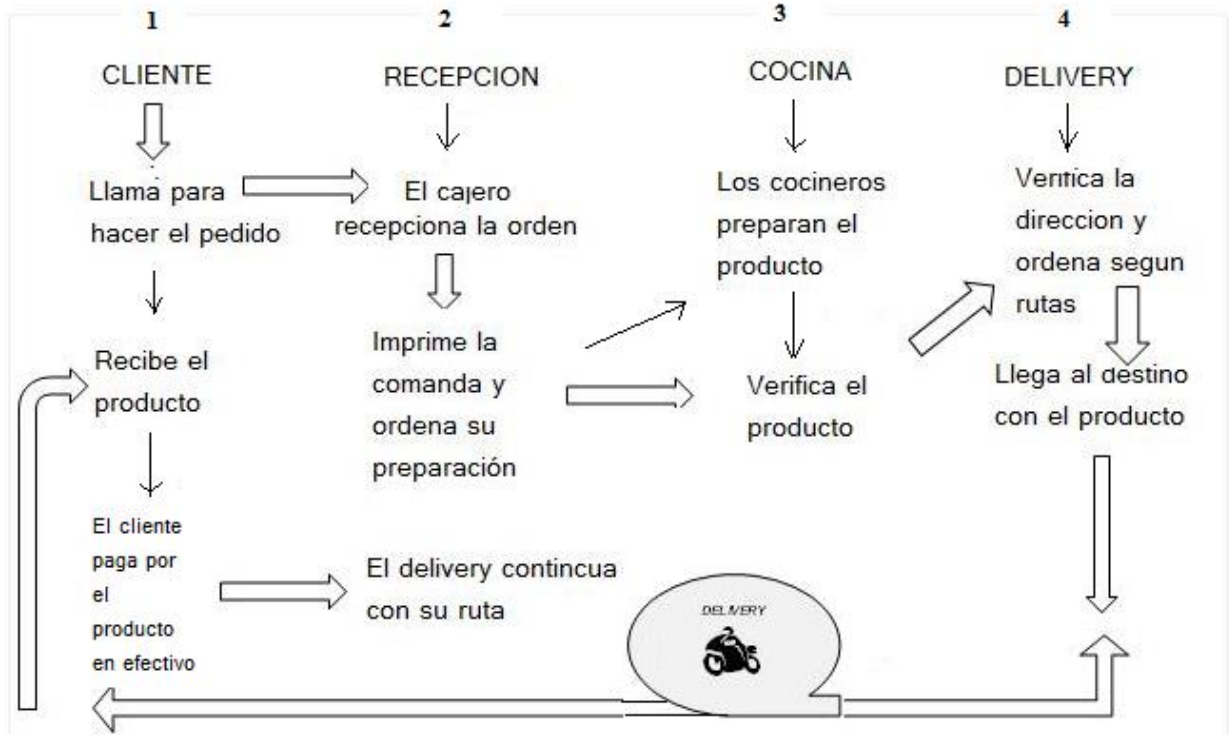 1
2
3
4
CLIENTE
RECEPCION
COCINA
DELIVERY
Llama para
hacer el pedido
El cajero
recepciona la orden
Los cocineros
preparan el
producto
Verifica la
direccion y
ordena segun
rutas
Recibe el
producto
Imprime la
comanda y
ordena su
preparación
Verifica el
producto
Llega al destino
con el producto
El cliente
paga por
el
producto
en efectivo
El delivery contincua
con su ruta
DELIVERY